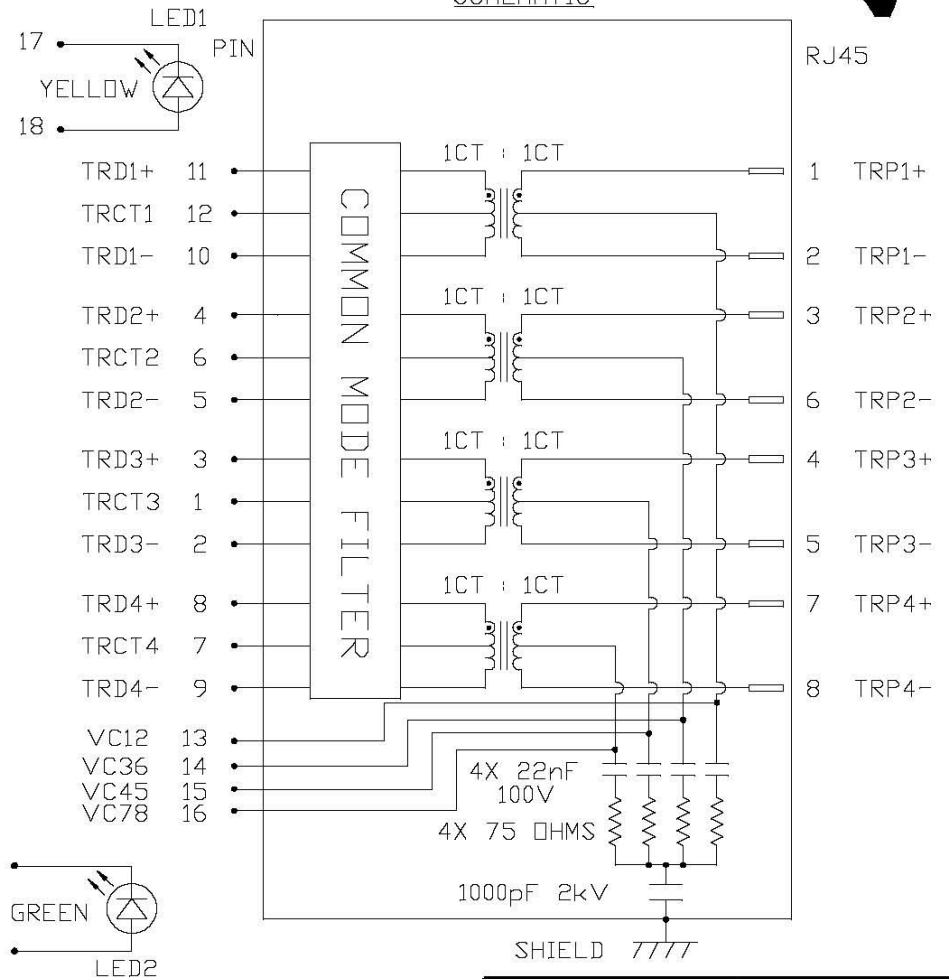 LED1
17
PIN
RJ45
YELLOW
18
1CT : 1CT
TRD1+ 11
1 TRP1+
TRCT1 12
TRD1- 10
2 TRP1-
1CT : 1CT
TRD2+ 4
3 TRP2+
TRCT2 6
TRD2- 5
6 TRP2-
1CT : 1CT
TRD3+ 3
4 TRP3+
TRCT3 1
TRD3- 2
5 TRP3-
1CT : 1CT
TRD4+ 8
7 TRP4+
TRCT4 7
TRD4- 9
8 TRP4-
COMMON MODE FILTER
VC12 13
VC36 14
VC45 15
VC78 16
4X 22nF
100V
4X 75 OHMS
1000pF 2kV
GREEN
SHIELD
LED2